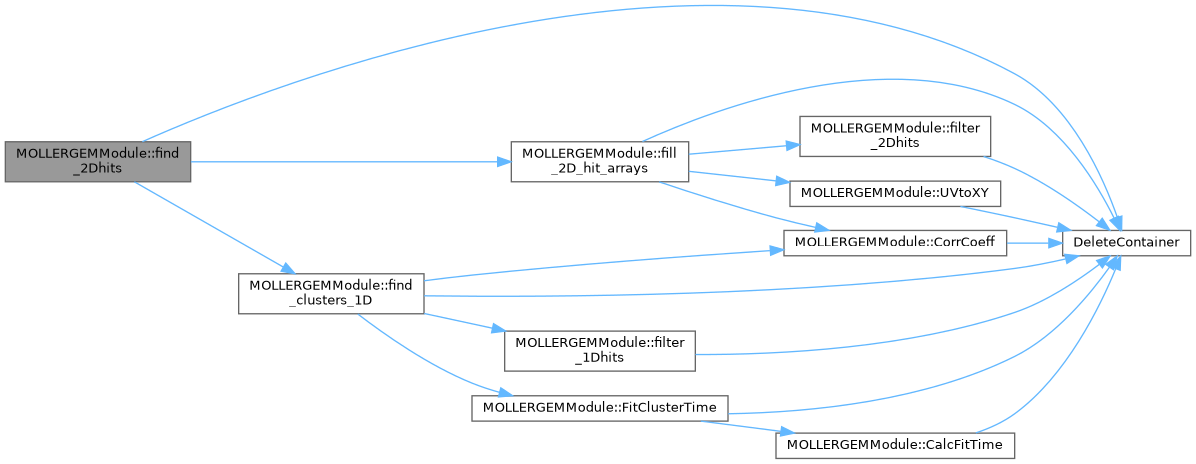 MOLLERGEMModule::find
_2Dhits
MOLLERGEMModule::fill
_2D_hit_arrays
MOLLERGEMModule::filter
_2Dhits
MOLLERGEMModule::UVtoXY
MOLLERGEMModule::CorrCoeff
DeleteContainer
MOLLERGEMModule::find
_clusters_1D
MOLLERGEMModule::filter
_1Dhits
MOLLERGEMModule::FitClusterTime
MOLLERGEMModule::CalcFitTime